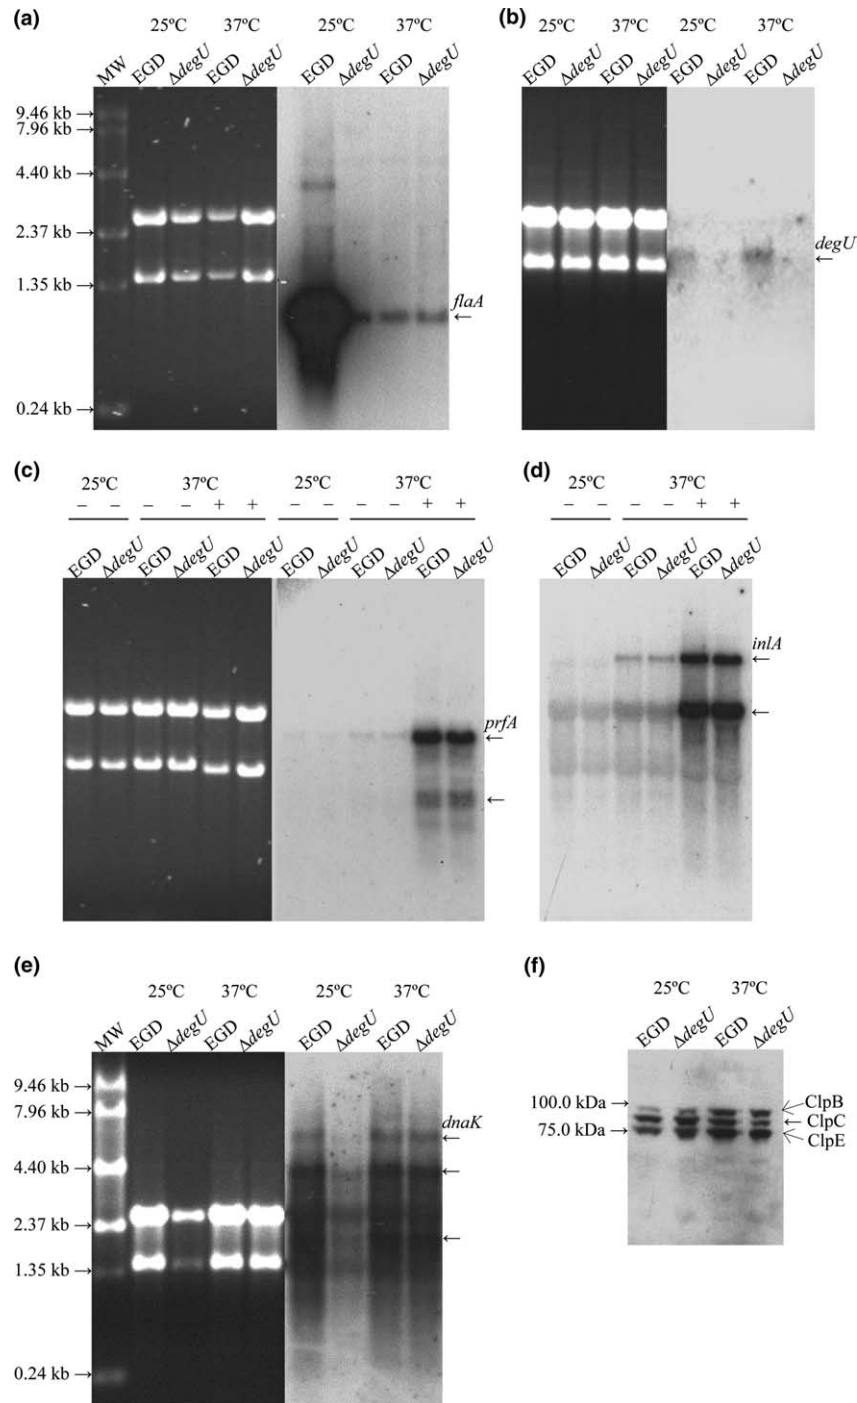 (a)
25ºC 37ºC 25ºC 37ºC
MW EGD ΔdegU EGD ΔdegU EGD ΔdegU EGD ΔdegU
9.46 kb →
7.96 kb →
4.40 kb →
2.37 kb →
1.35 kb →
0.24 kb →
flaA
←
(b)
25ºC 37ºC 25ºC 37ºC
EGD ΔdegU EGD ΔdegU EGD ΔdegU EGD ΔdegU
degU
←
(c)
25ºC 37ºC 25ºC 37ºC
– – – – + + – – – – + +
EGD ΔdegU EGD ΔdegU EGD ΔdegU EGD ΔdegU EGD ΔdegU EGD ΔdegU
prfA
←
←
(d)
25ºC 37ºC
– – – – + +
EGD ΔdegU EGD ΔdegU EGD ΔdegU
inlA
←
←
(e)
25ºC 37ºC 25ºC 37ºC
MW EGD ΔdegU EGD ΔdegU EGD ΔdegU EGD ΔdegU
9.46 kb →
7.96 kb →
4.40 kb →
2.37 kb →
1.35 kb →
0.24 kb →
dnaK
←
←
←
(f)
25ºC 37ºC
EGD ΔdegU EGD ΔdegU
100.0 kDa →
75.0 kDa →
ClpB
ClpC
ClpE